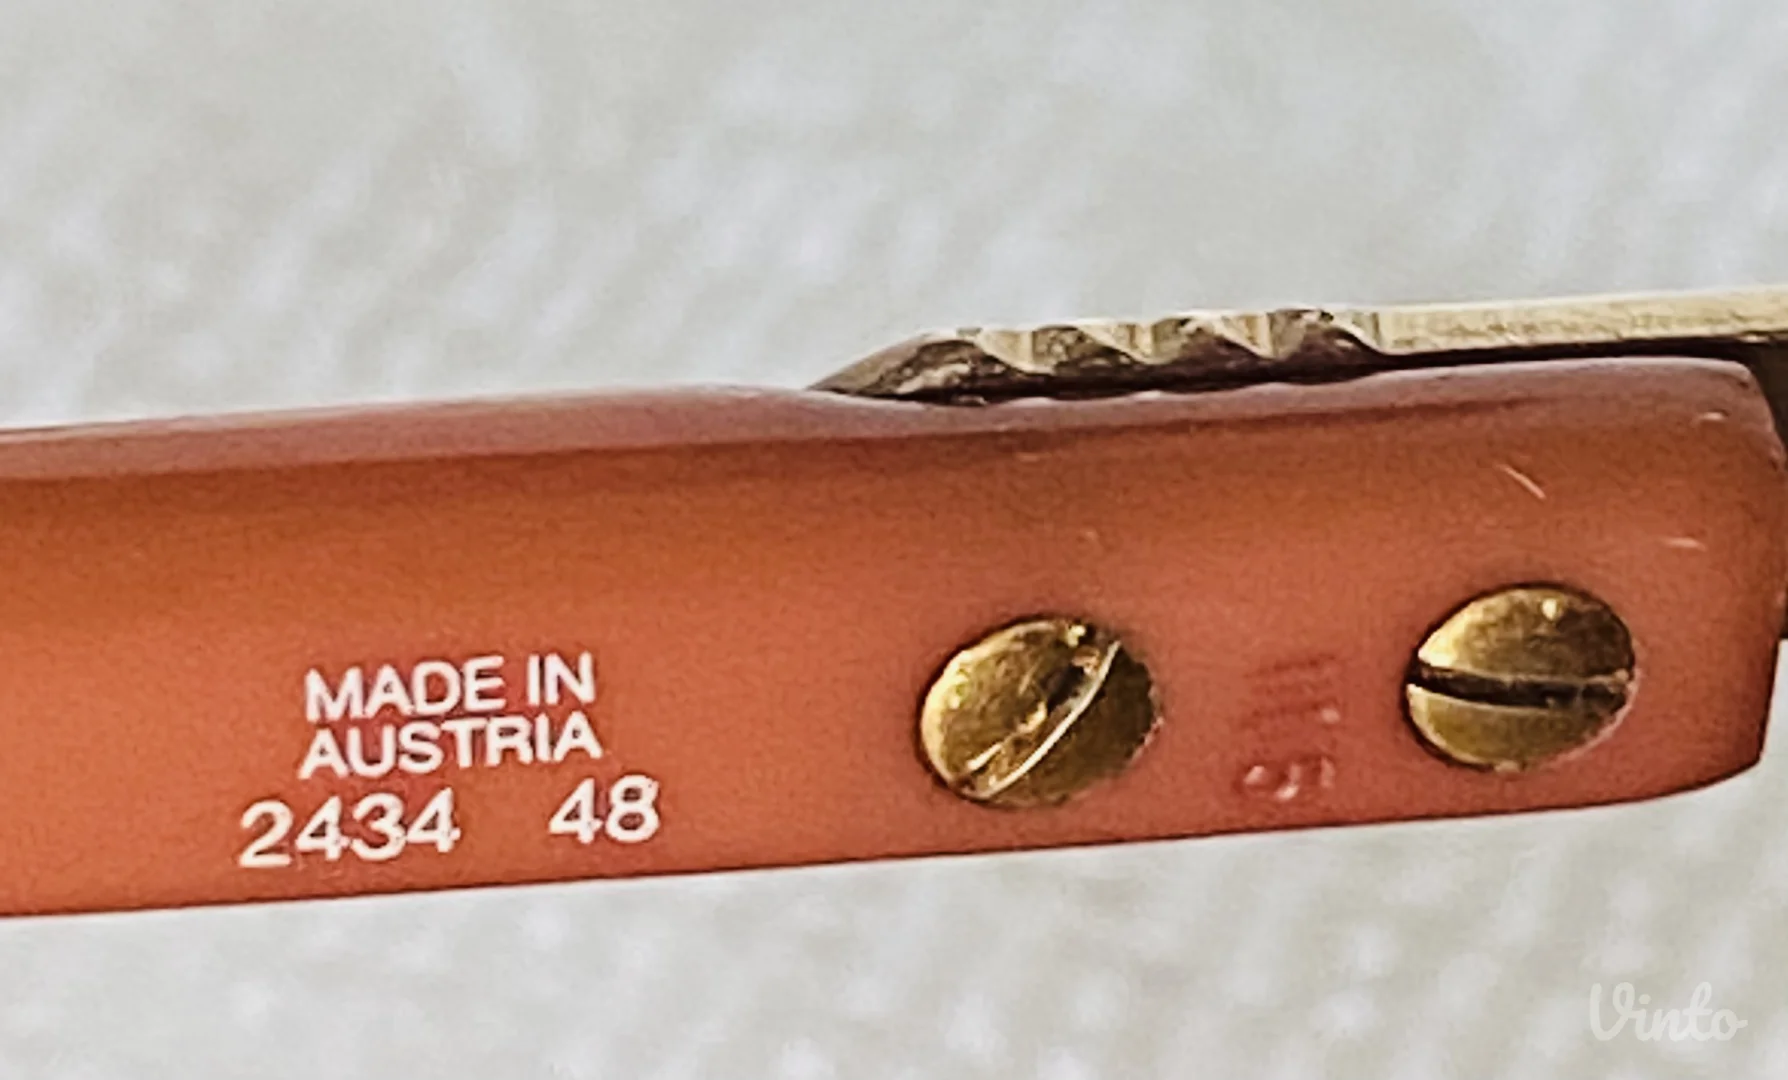 MADE IN
AUSTRIA
2434 48
Vinto